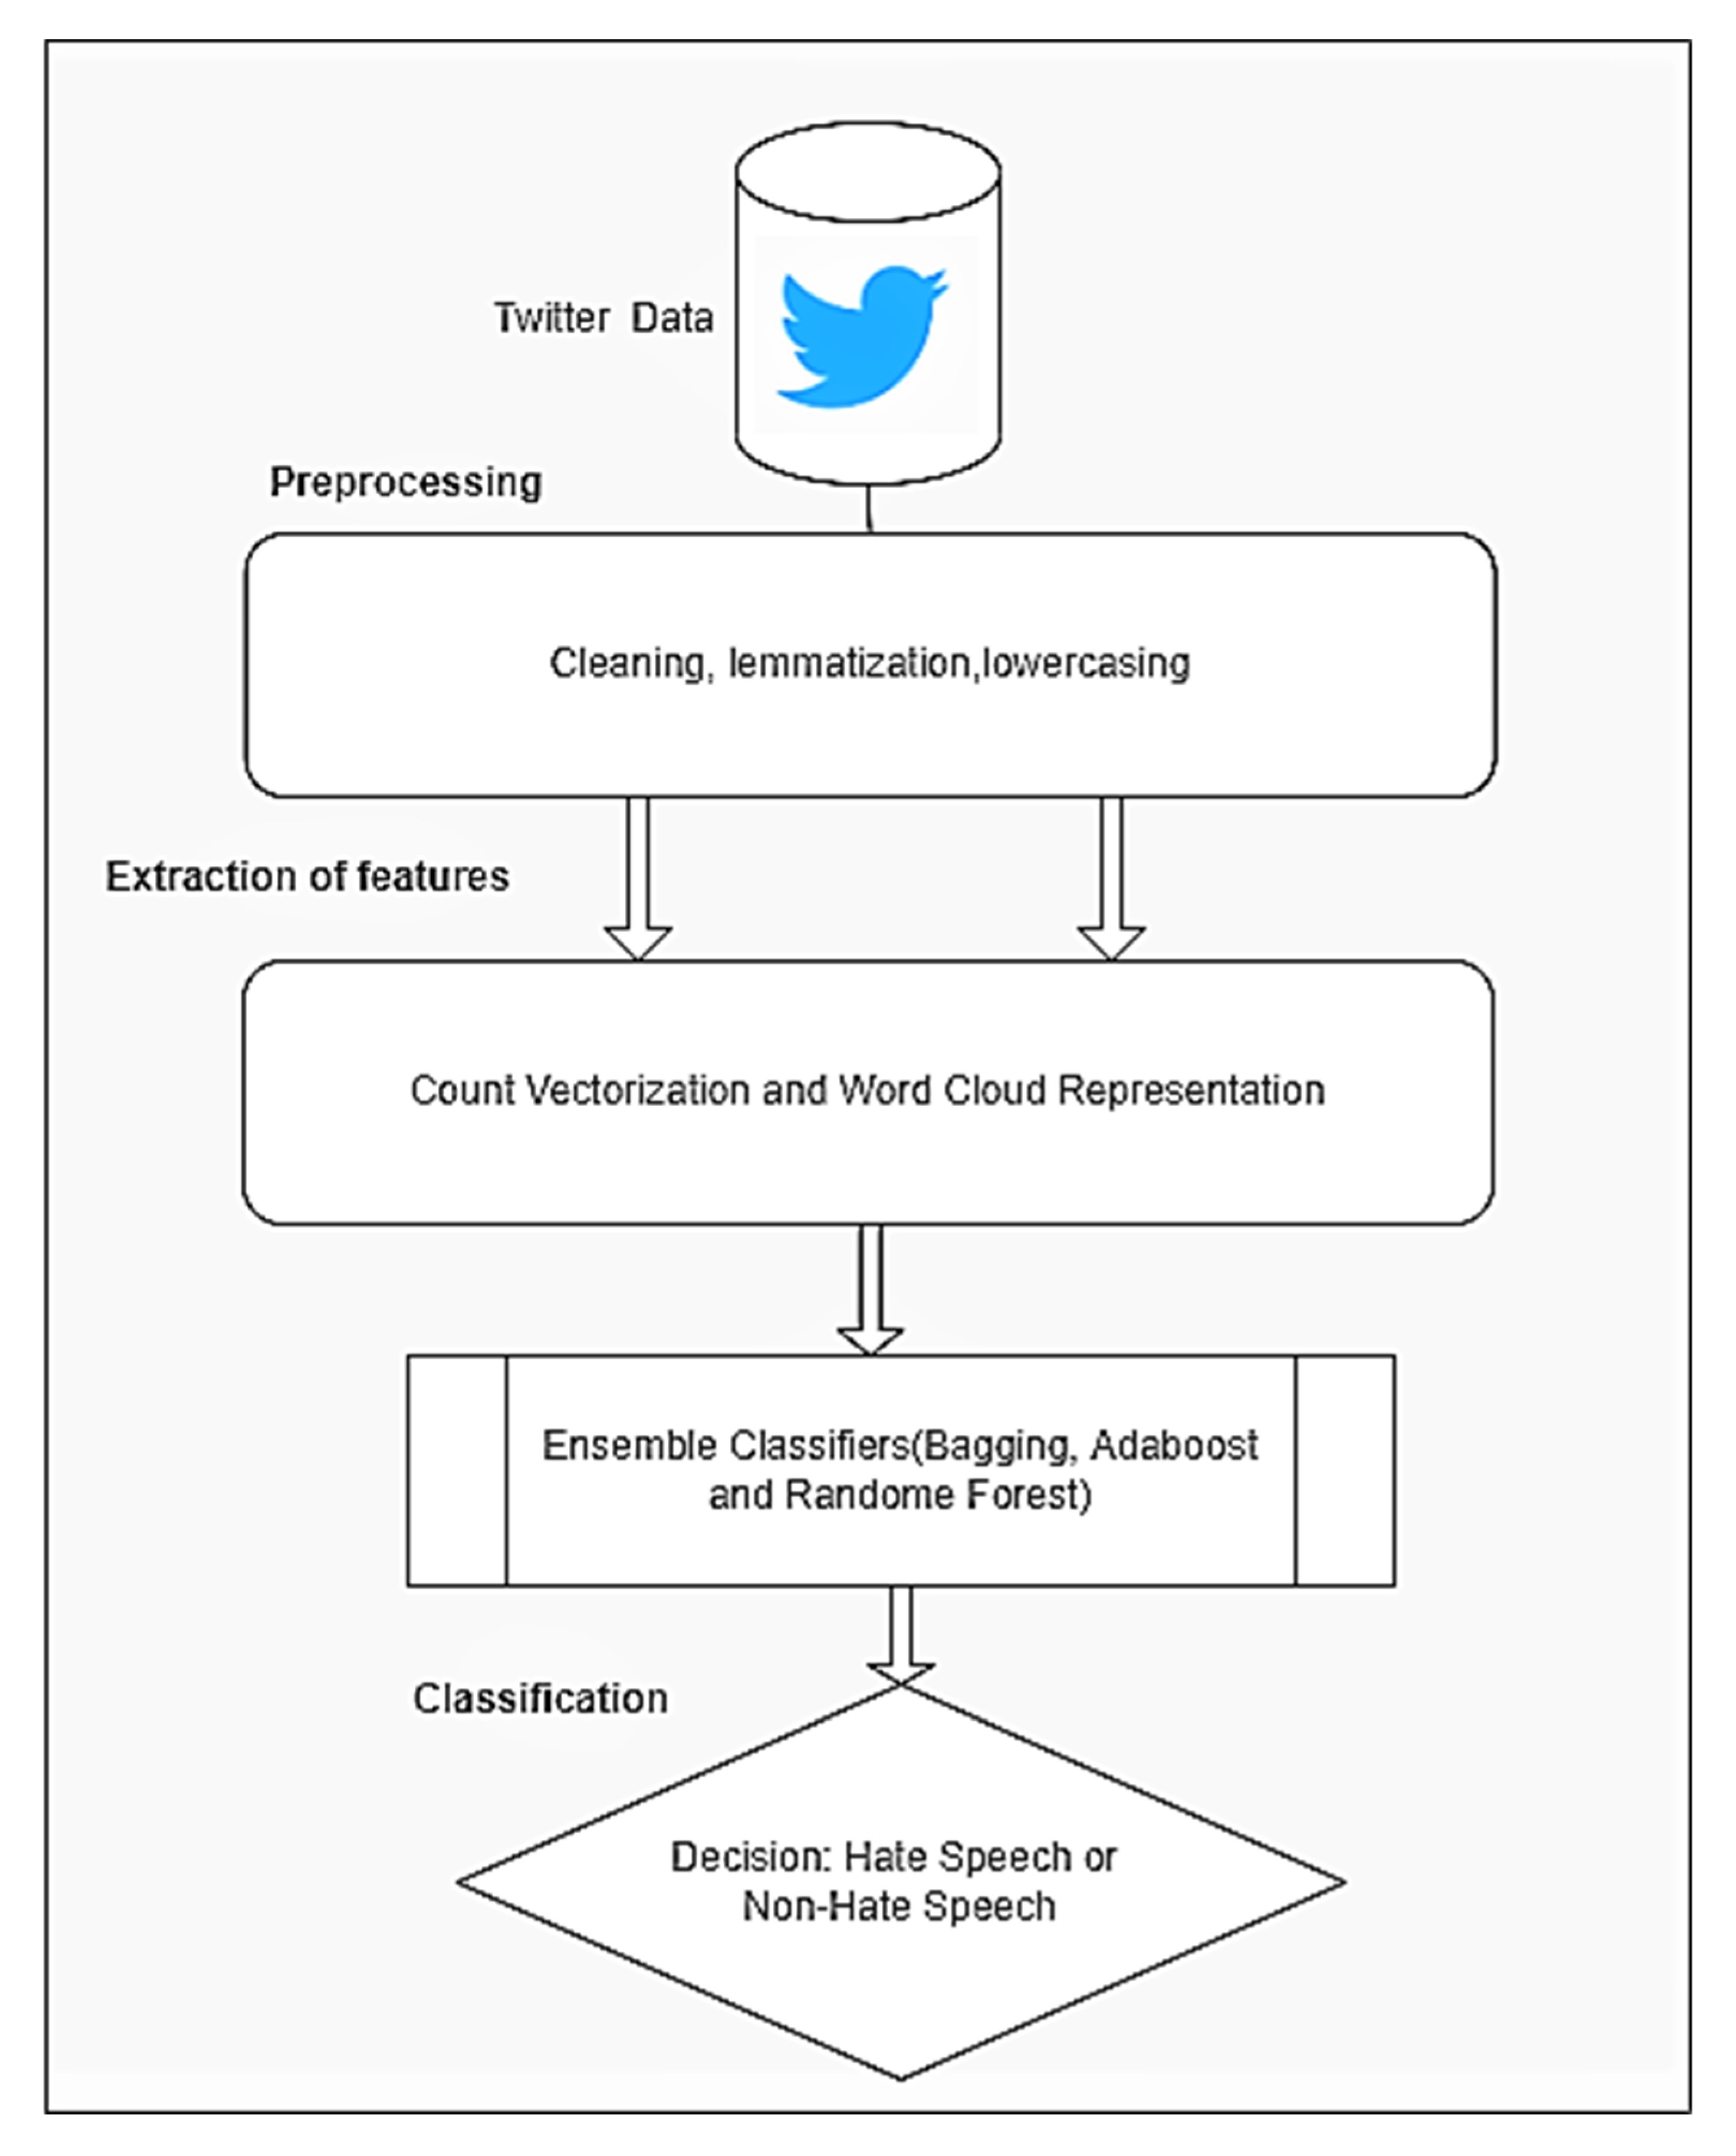 Twitter Data
Preprocessing
Cleaning, lemmatization,lowercasing
Extraction of features
Count Vectorization and Word Cloud Representation
Ensemble Classifiers(Bagging, Adaboost
and Randome Forest)
Classification
Decision: Hate Speech or
Non-Hate Speech